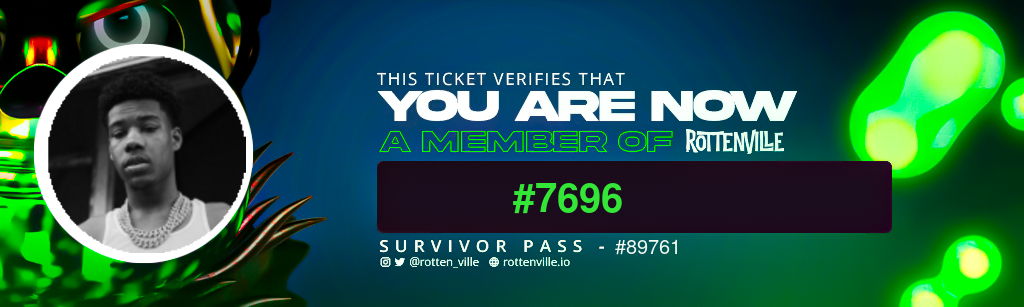 THIS TICKET VERIFIES THAT
YOU ARE NOW
A MEMBER OF ROTTENVILLE
#7696
SURVIVOR PASS - #89761
@rotten_ville rottenville.io